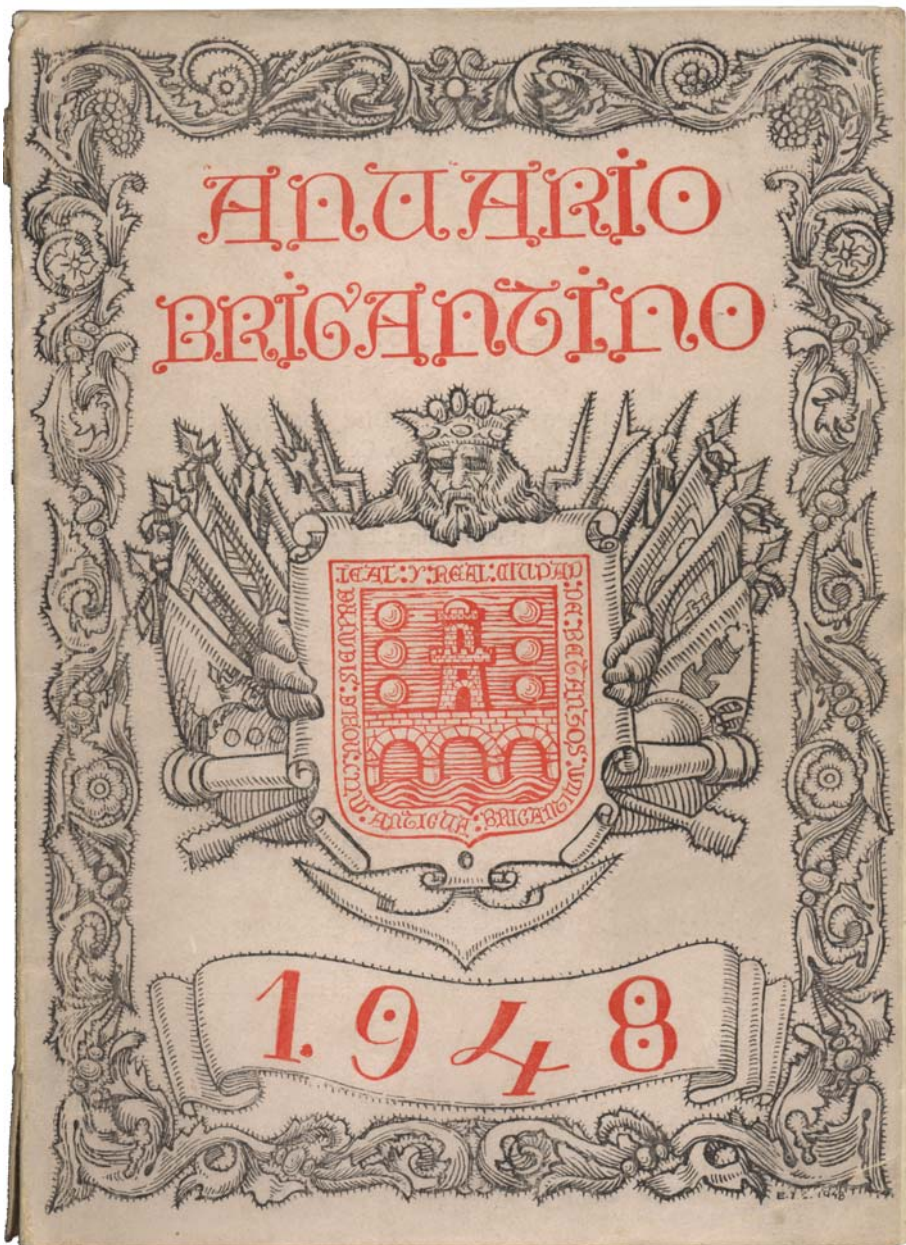 ANUARIO
BRIGANTINO
MUY: NOBLE: SIEMPRE
LEAL: Y: REAL: CIUDAD
DE: BETANZOS:
ANTIGUA: BRIGANTIUM
1.948